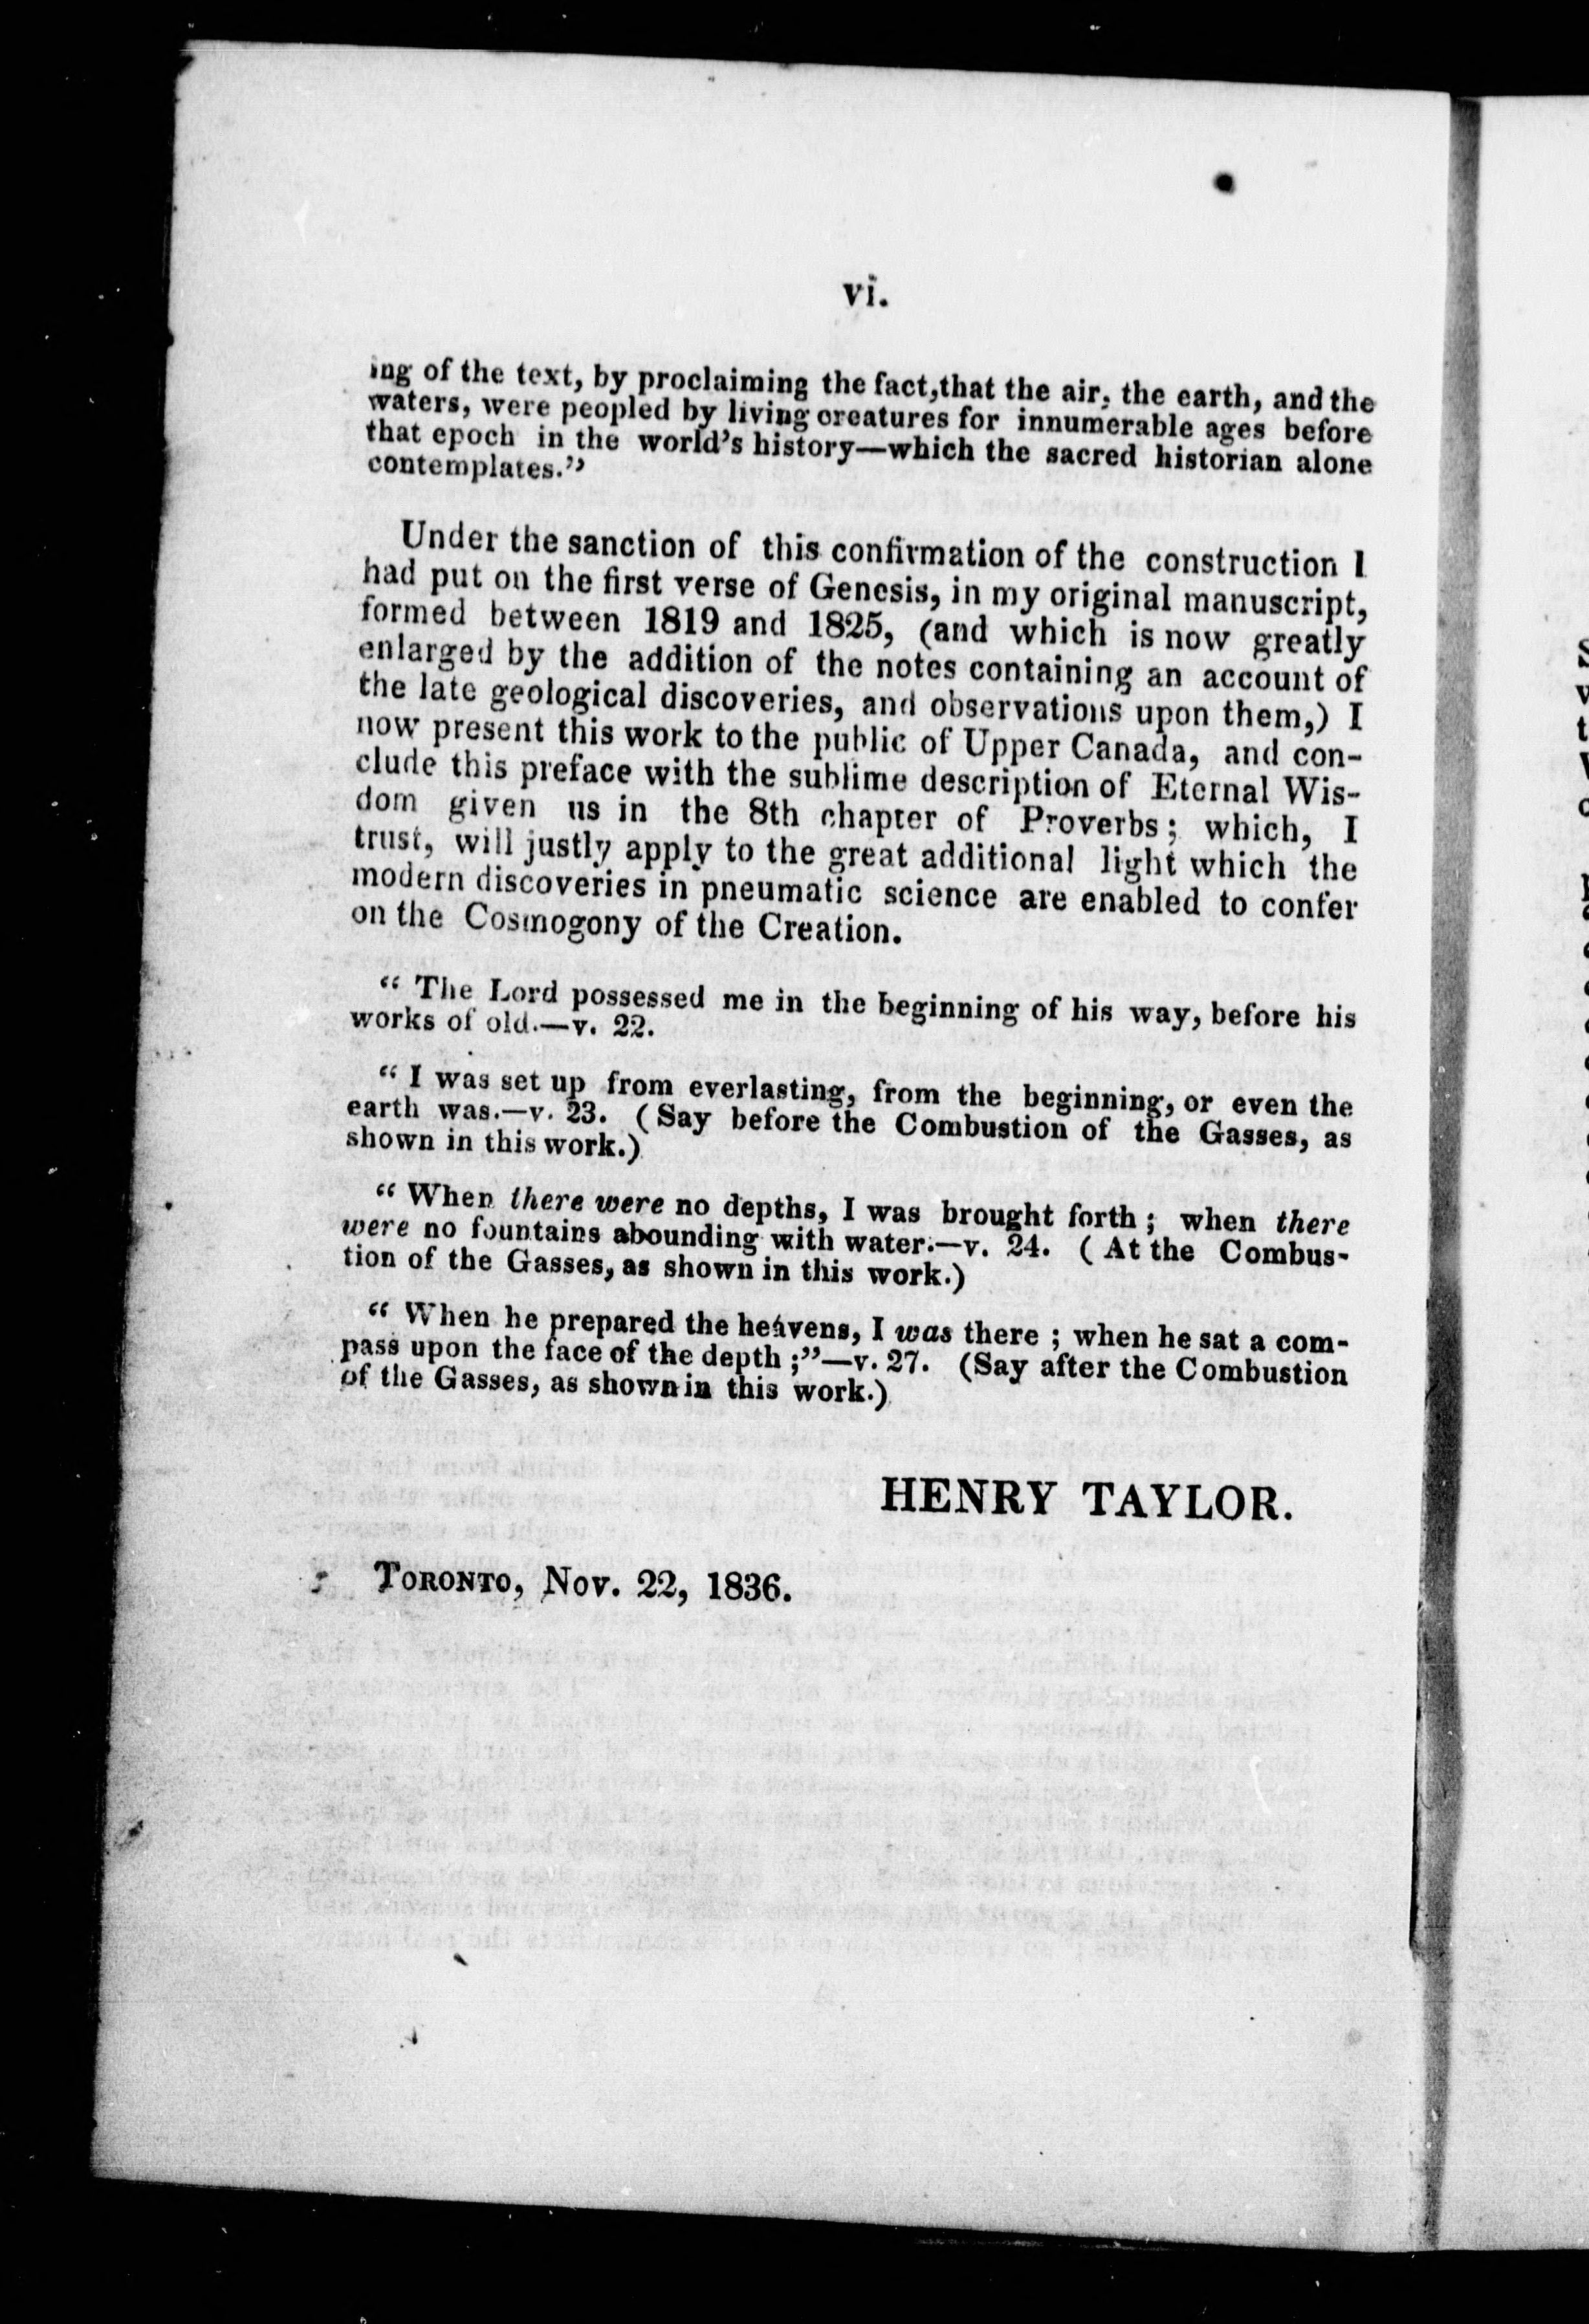 vi.
ing of the text, by proclaiming the fact,that the air, the earth, and the
waters, were peopled by living creatures for innumerable ages before
that epoch in the world's history—which the sacred historian alone
contemplates."
Under the sanction of this confirmation of the construction I
had put on the first verse of Genesis, in my original manuscript,
formed between 1819 and 1825, (and which is now greatly
enlarged by the addition of the notes containing an account of
the late geological discoveries, and observations upon them,) I
now present this work to the public of Upper Canada, and con-
clude this preface with the sublime description of Eternal Wis-
dom given us in the 8th chapter of Proverbs; which, I
trust, will justly apply to the great additional light which the
modern discoveries in pneumatic science are enabled to confer
on the Cosmogony of the Creation.
" The Lord possessed me in the beginning of his way, before his
works of old.—v. 22.
" I was set up from everlasting, from the beginning, or even the
earth was.—v. 23. (Say before the Combustion of the Gasses, as
shown in this work.)
" When there were no depths, I was brought forth ; when there
were no fountains abounding with water.—v. 24. ( At the Combus-
tion of the Gasses, as shown in this work.)
" When he prepared the heavens, I was there ; when he sat a com-
pass upon the face of the depth ;"—v. 27. (Say after the Combustion
of the Gasses, as shown in this work.)
HENRY TAYLOR.
TORONTO, Nov. 22, 1836.